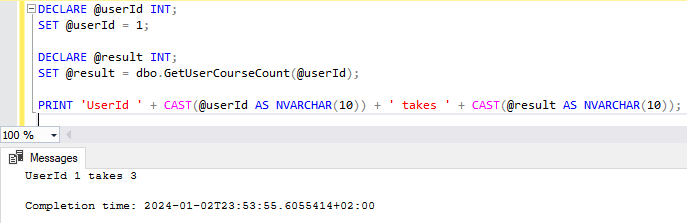 DECLARE @userId INT;
SET @userId = 1;
DECLARE @result INT;
SET @result = dbo.GetUserCourseCount(@userId);
PRINT 'UserId ' + CAST(@userId AS NVARCHAR(10)) + ' takes ' + CAST(@result AS NVARCHAR(10));
100 %
Messages
UserId 1 takes 3
Completion time: 2024-01-02T23:53:55.6055414+02:00